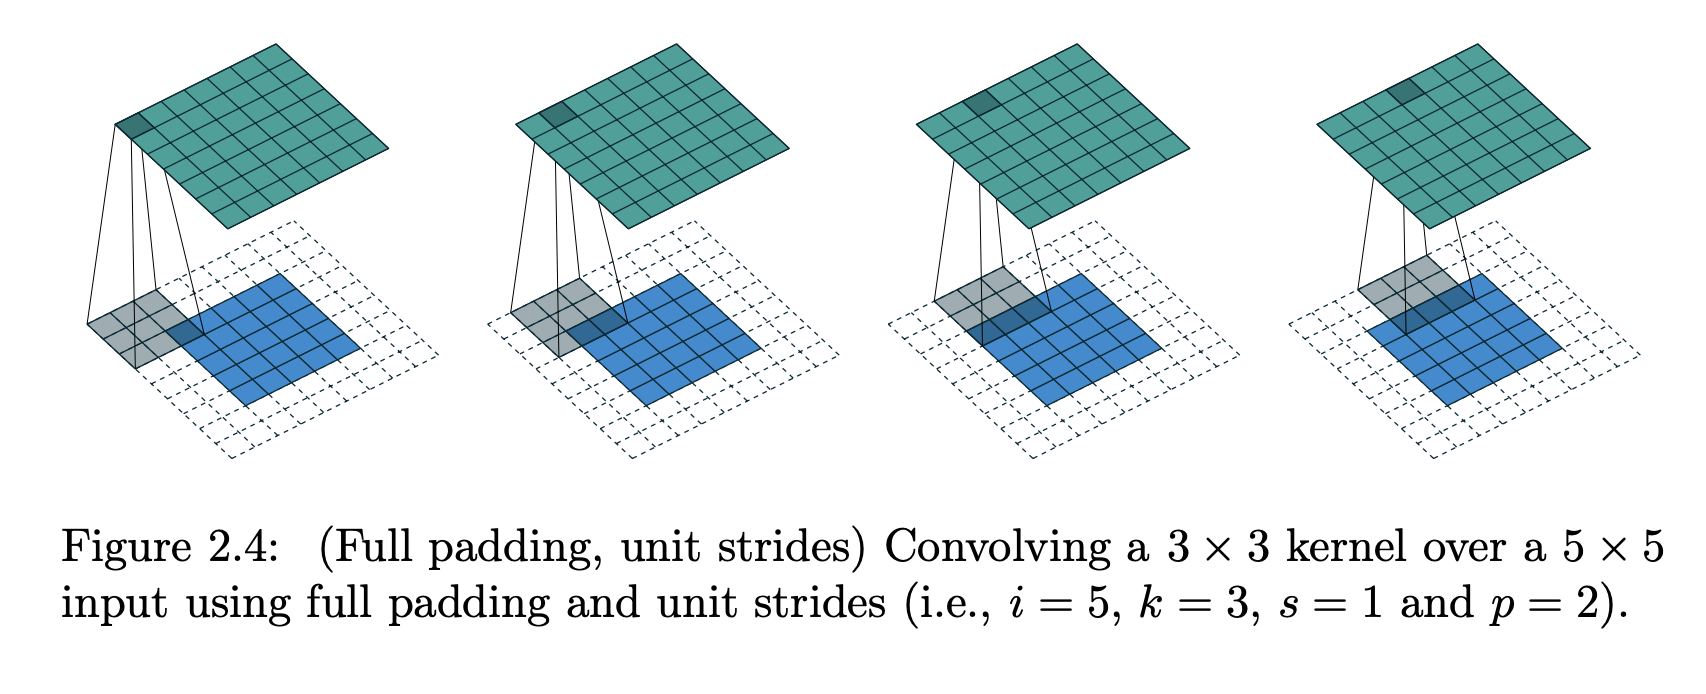 Figure 2.4: (Full padding, unit strides) Convolving a 3 × 3 kernel over a 5 × 5
input using full padding and unit strides (i.e., i = 5, k = 3, s = 1 and p = 2).